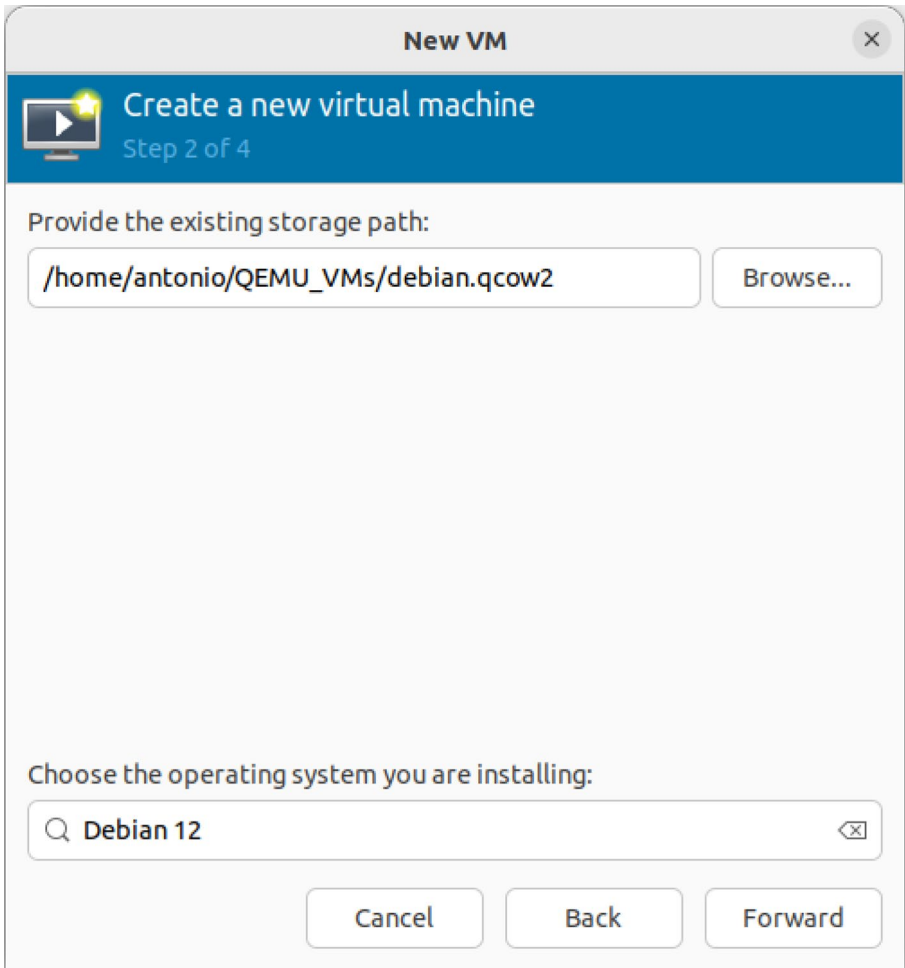 New VM
Create a new virtual machine
Step 2 of 4
Provide the existing storage path:
/home/antonio/QEMU_VMs/debian.qcow2
Browse...
Choose the operating system you are installing:
Debian 12
Cancel
Back
Forward